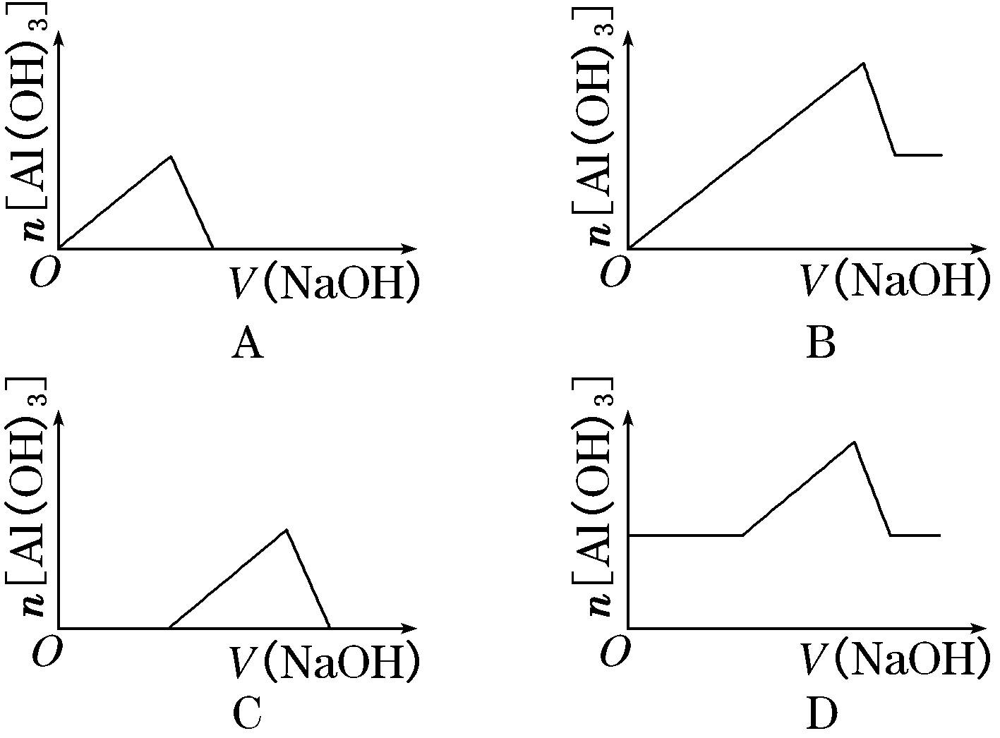 n[Al(OH)₃]
O
V(NaOH)
A
n[Al(OH)₃]
O
V(NaOH)
B
n[Al(OH)₃]
O
V(NaOH)
C
n[Al(OH)₃]
O
V(NaOH)
D